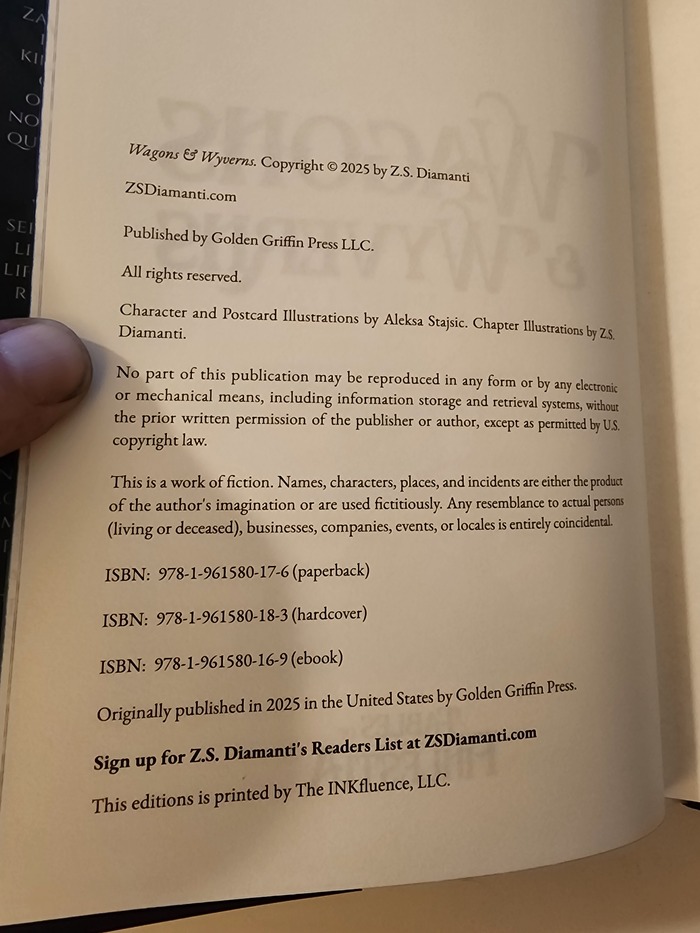 Wagons & Wyverns. Copyright © 2025 by Z.S. Diamanti
ZSDiamanti.com
Published by Golden Griffin Press LLC.
All rights reserved.
Character and Postcard Illustrations by Aleksa Stajsic. Chapter Illustrations by Z.S.
Diamanti.
No part of this publication may be reproduced in any form or by any electronic
or mechanical means, including information storage and retrieval systems, without
the prior written permission of the publisher or author, except as permitted by U.S.
copyright law.
This is a work of fiction. Names, characters, places, and incidents are either the product
of the author's imagination or are used fictitiously. Any resemblance to actual persons
(living or deceased), businesses, companies, events, or locales is entirely coincidental.
ISBN: 978-1-961580-17-6 (paperback)
ISBN: 978-1-961580-18-3 (hardcover)
ISBN: 978-1-961580-16-9 (ebook)
Originally published in 2025 in the United States by Golden Griffin Press.
Sign up for Z.S. Diamanti's Readers List at ZSDiamanti.com
This editions is printed by The INKfluence, LLC.